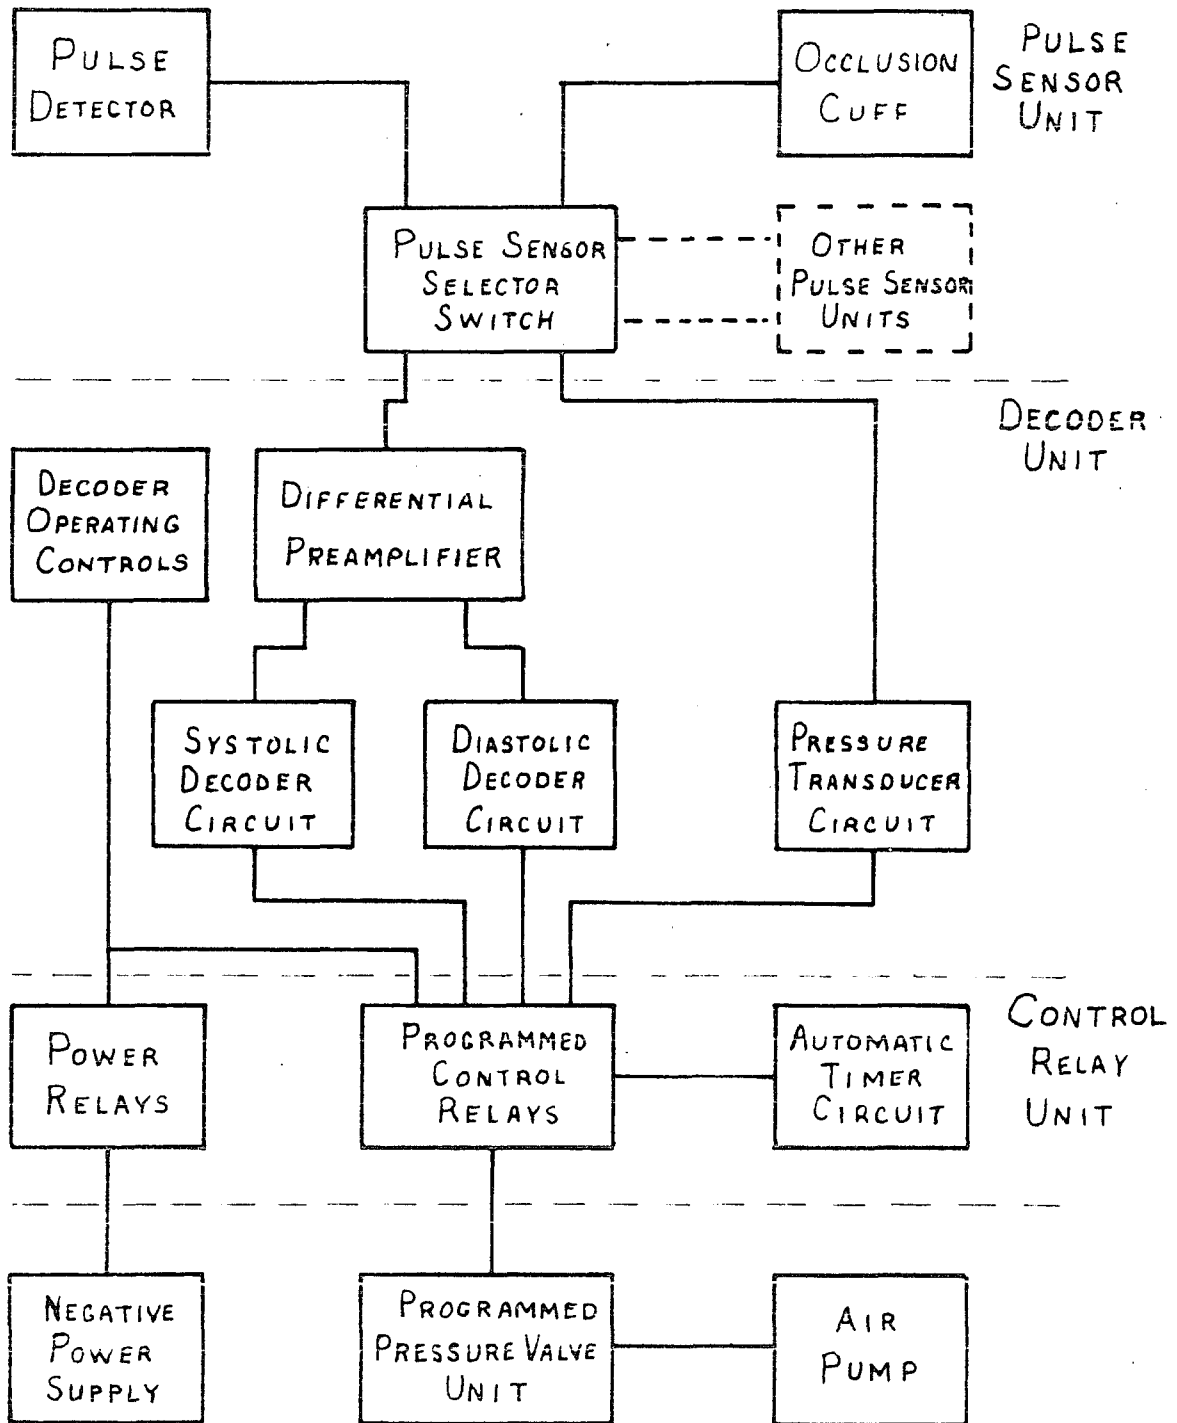 PULSE
DETECTOR
OCCLUSION
CUFF
PULSE
SENSOR
UNIT
PULSE SENSOR
SELECTOR
SWITCH
OTHER
PULSE SENSOR
UNITS
DECODER
UNIT
DECODER
OPERATING
CONTROLS
DIFFERENTIAL
PREAMPLIFIER
SYSTOLIC
DECODER
CIRCUIT
DIASTOLIC
DECODER
CIRCUIT
PRESSURE
TRANSDUCER
CIRCUIT
POWER
RELAYS
PROGRAMMED
CONTROL
RELAYS
AUTOMATIC
TIMER
CIRCUIT
CONTROL
RELAY
UNIT
NEGATIVE
POWER
SUPPLY
PROGRAMMED
PRESSURE VALVE
UNIT
AIR
PUMP